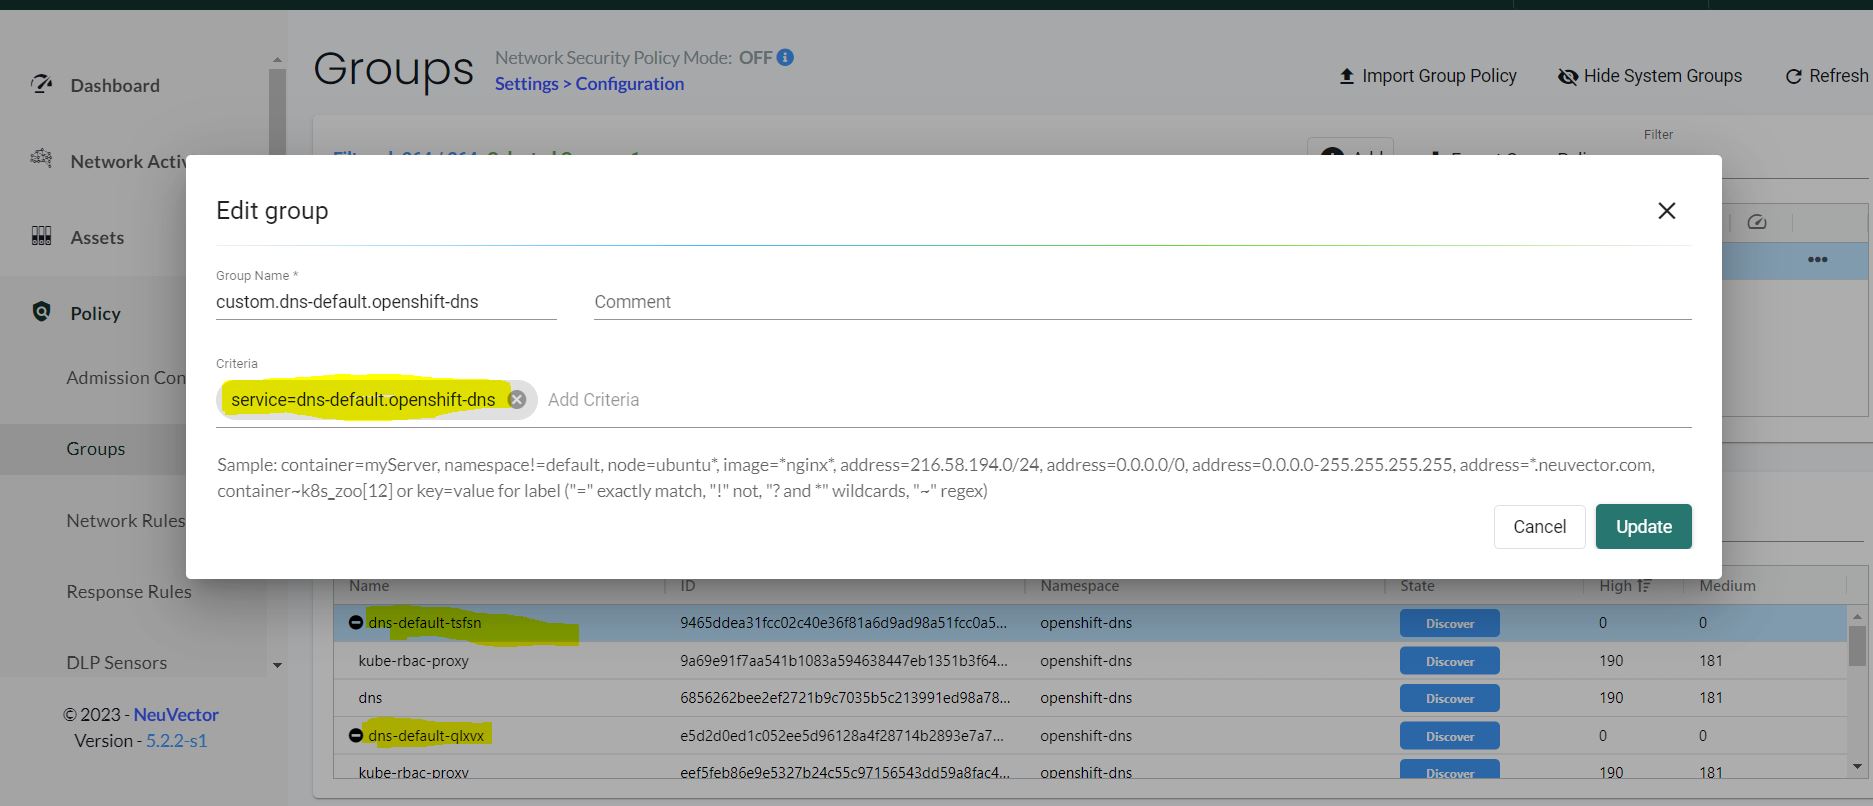 Groups
Network Security Policy Mode: OFF
Settings > Configuration
Import Group Policy
Hide System Groups
Refresh
Dashboard
Network Activ
Assets
Policy
Admission Con
Groups
Network Rules
Response Rules
DLP Sensors
© 2023 - NeuVector
Version - 5.2.2-s1
Filter
Edit group
Group Name *
custom.dns-default.openshift-dns
Comment
Criteria
service=dns-default.openshift-dns
Add Criteria
Sample: container=myServer, namespace!=default, node=ubuntu*, image=*nginx*, address=216.58.194.0/24, address=0.0.0.0/0, address=0.0.0.0-255.255.255.255, address=*.neuvector.com,
container~k8s_zoo[12] or key=value for label ("=" exactly match, "!" not, "? and *" wildcards, "~" regex)
Cancel
Update
Name ID Namespace State High Medium
dns-default-tsfsn 9465ddea31fcc02c40e36f81a6d9ad98a51fcc0a5... openshift-dns Discover 0 0
kube-rbac-proxy 9a69e91f7aa541b1083a594638447eb1351b3f64... openshift-dns Discover 190 181
dns 6856262bee2ef2721b9c7035b5c213991ed98a78... openshift-dns Discover 190 181
dns-default-qlxvx e5d2d0ed1c052ee5d96128a4f28714b2893e7a7... openshift-dns Discover 0 0
kube-rbac-proxy eef5feb86e9e5327b24c55c97156543dd59a8fac4... openshift-dns Discover 190 181